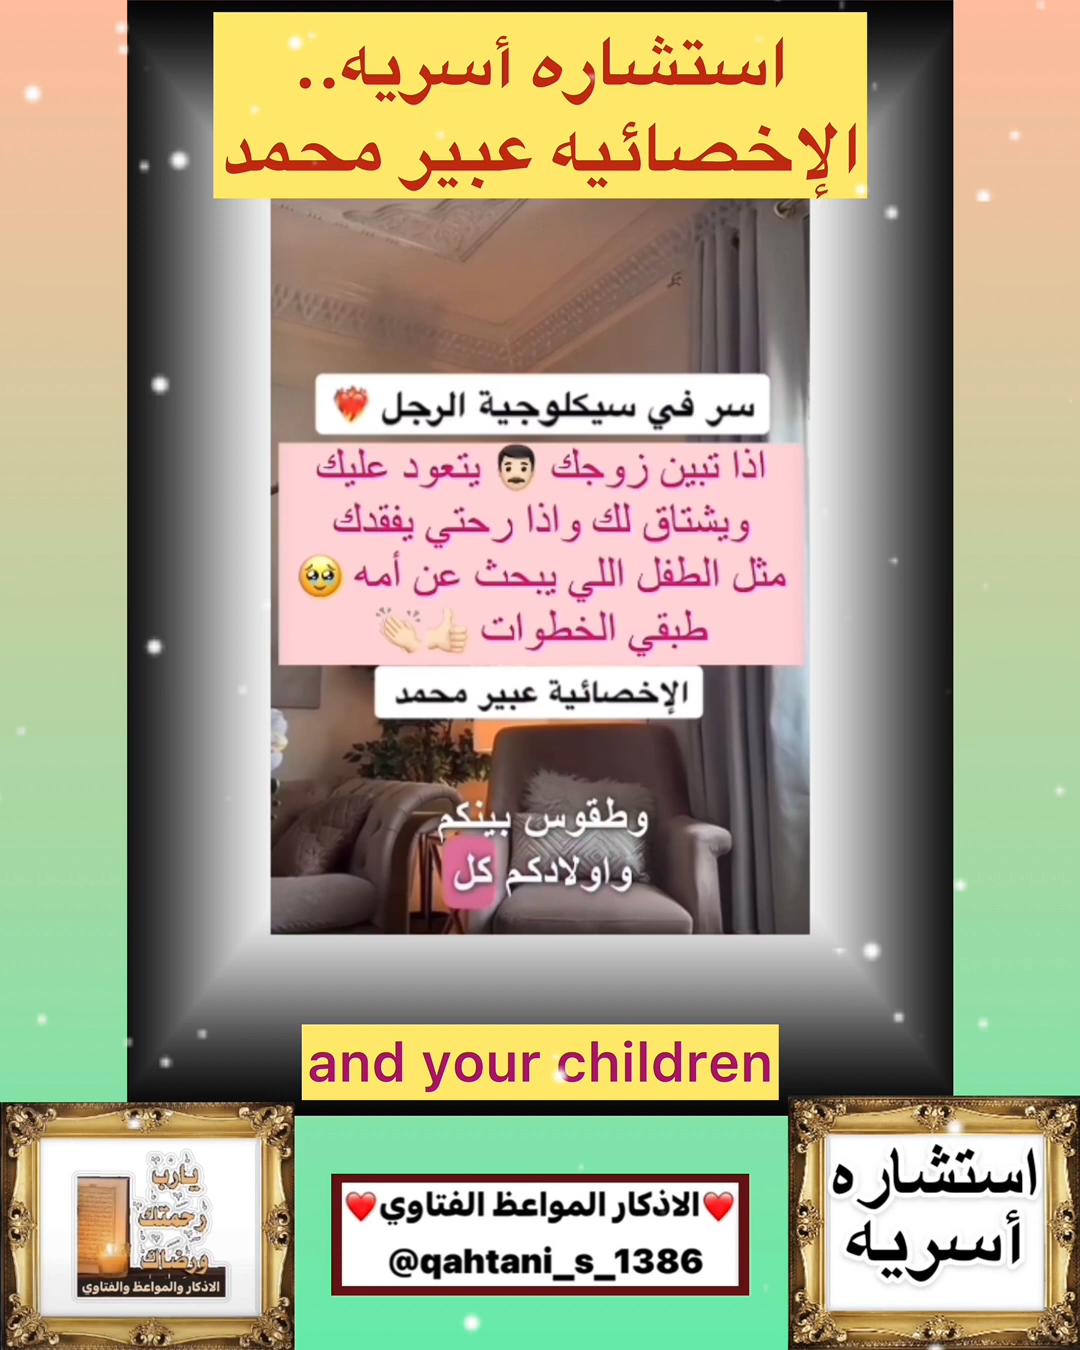 استشاره أسريه..
الإخصائيه عبير محمد
سر في سيكلوجية الرجل ❤️‍🔥
اذا تبين زوجك 👨🏻 يتعود عليك
ويشتاق لك واذا رحتي يفقدك
مثل الطفل اللي يبحث عن أمه 🥹
طبقي الخطوات 👍🏻👏🏻
الإخصائية عبير محمد
وطقوس بينكم
واولادكم كل
and your children
يارب
رحمتك
ورضاك
الاذكار والمواعظ والفتاوي
❤️الاذكار المواعظ الفتاوي❤️
@qahtani_s_1386
استشاره
أسريه